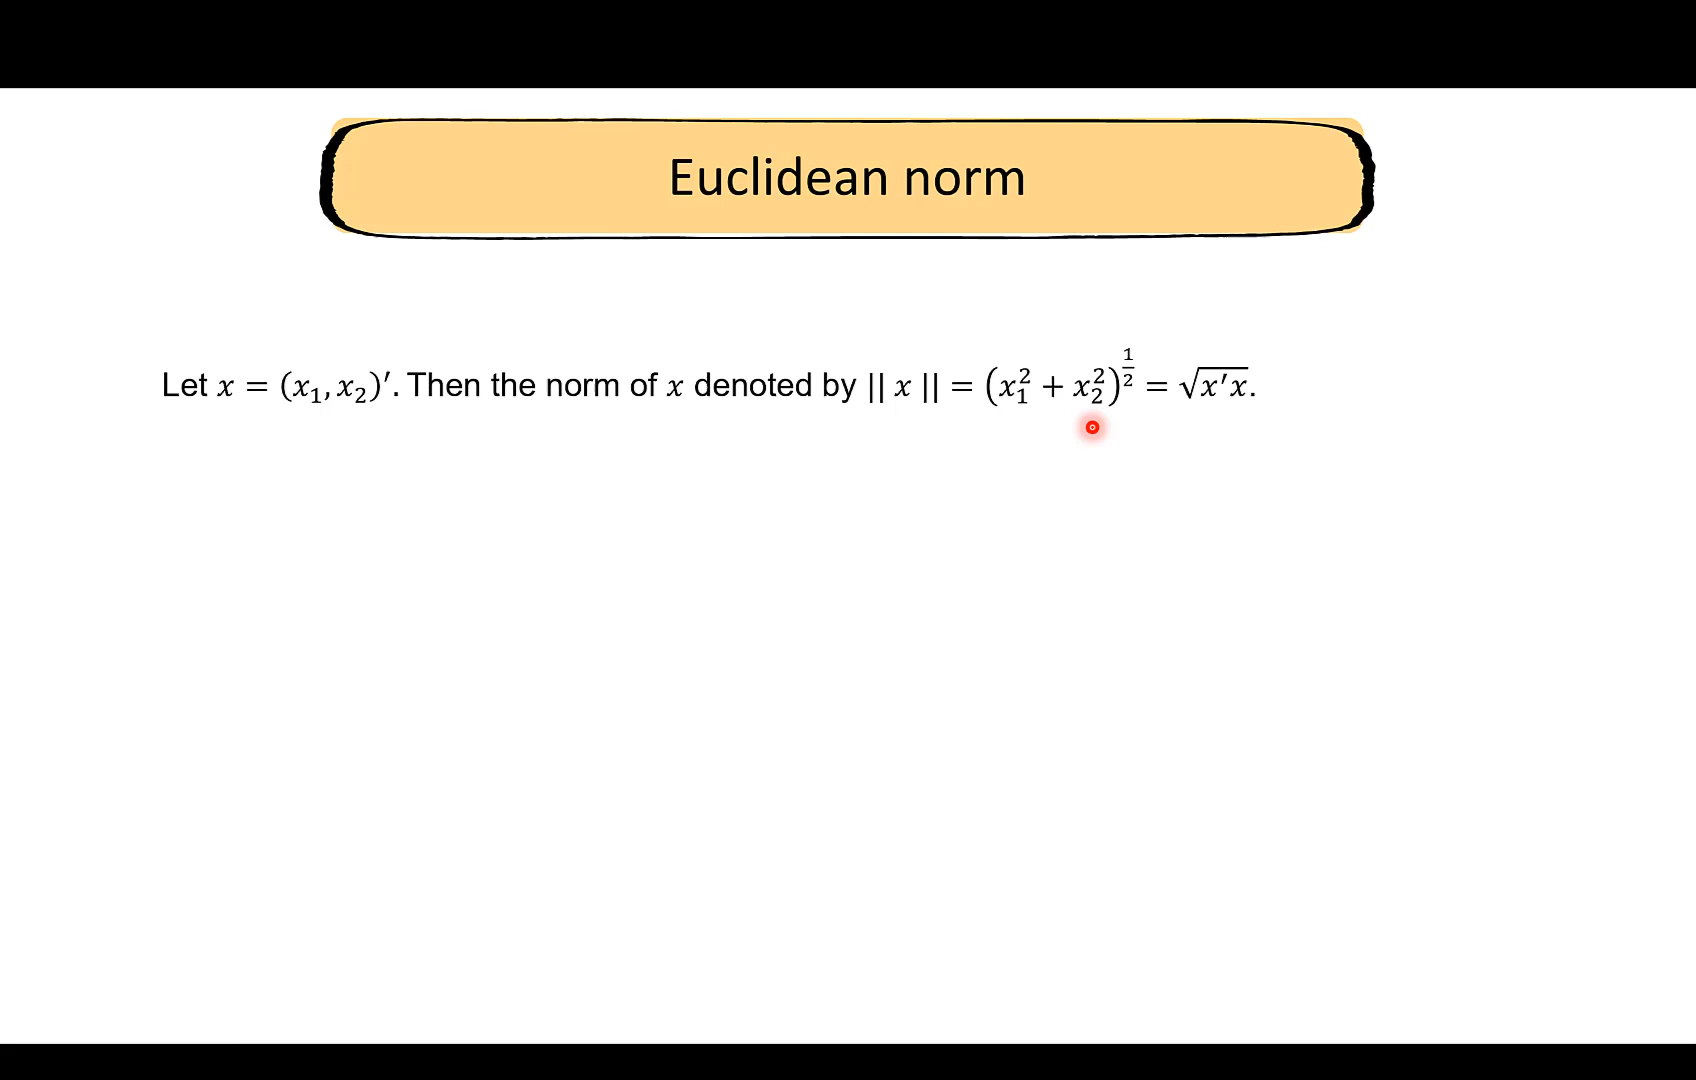 Euclidean norm
Let 𝑥 = (𝑥₁, 𝑥₂)′. Then the norm of 𝑥 denoted by || 𝑥 || = (𝑥₁² + 𝑥₂²)^(1/2) = √(𝑥′𝑥).